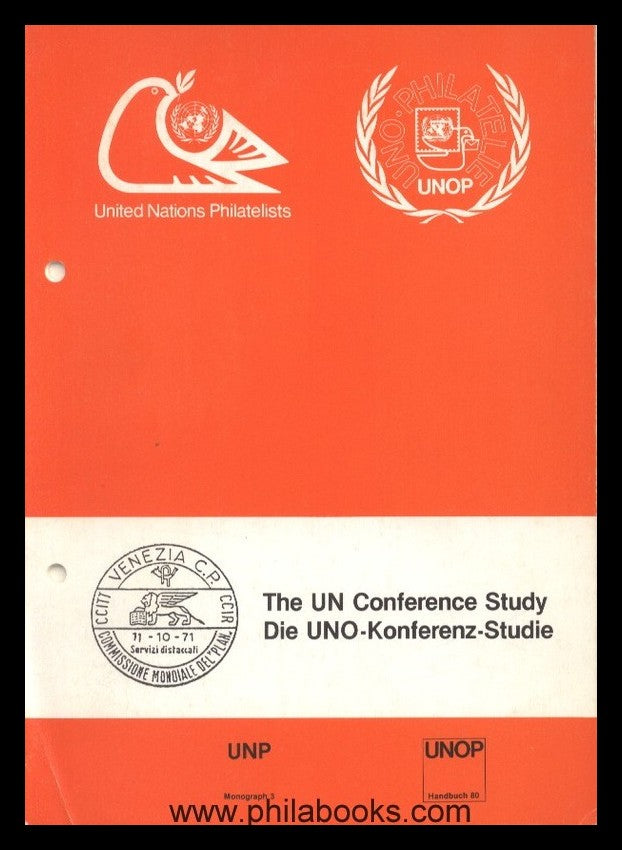 UNO·PHILATELIE
UNOP
United Nations Philatelists
VENEZIA C.P.
CCITT
CCIR
11-10-71
Servizi distaccati
COMMISSIONE MONDIALE DEL "PLAN."
The UN Conference Study
Die UNO-Konferenz-Studie
UNP
UNOP
Monograph 3
Handbuch 80
www.philabooks.com